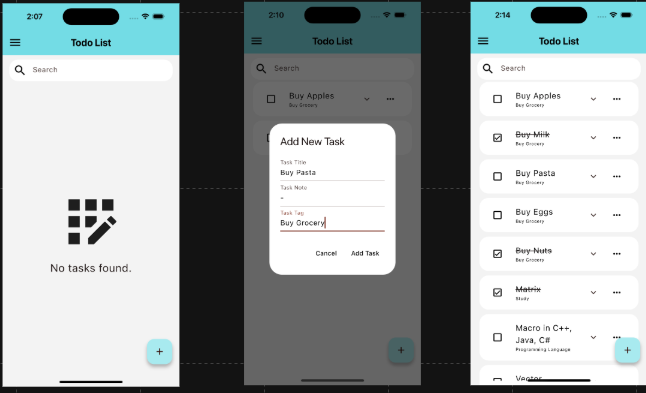 2:07
Todo List
Search
No tasks found.
+
2:10
Todo List
Search
Buy Apples
Buy Grocery
Add New Task
Task Title
Buy Pasta
Task Note
-
Task Tag
Buy Grocery
Cancel
Add Task
+
2:14
Todo List
Search
Buy Apples
Buy Grocery
Buy Milk
Buy Grocery
Buy Pasta
Buy Grocery
Buy Eggs
Buy Grocery
Buy Nuts
Buy Grocery
Matrix
Study
Macro in C++,
Java, C#
Programming Language
+
Vector